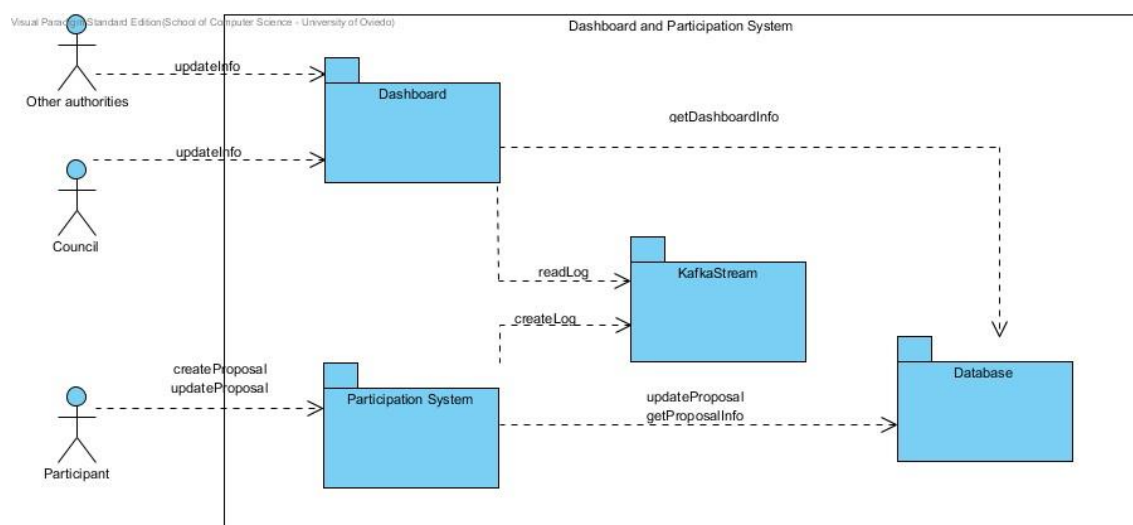 Visual Paradigm Standard Edition(School of Computer Science - University of Oviedo)
Dashboard and Participation System
updateInfo
Dashboard
Other authorities
getDashboardInfo
updateInfo
Council
readLog
KafkaStream
createLog
createProposal
updateProposal
Participation System
updateProposal
getProposalInfo
Database
Participant